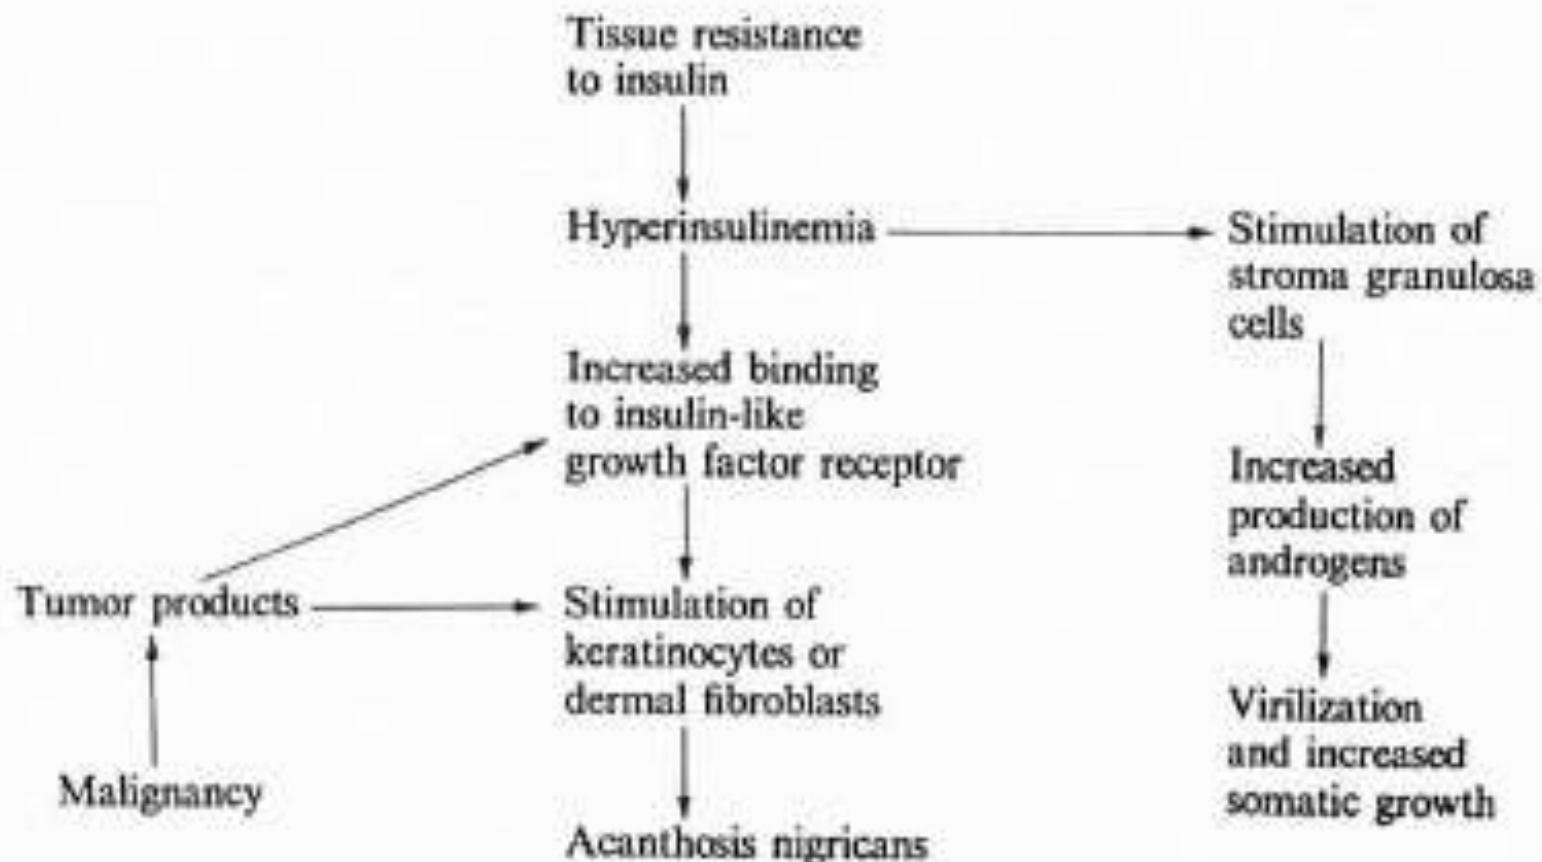 Tissue resistance
to insulin
Hyperinsulinemia
Stimulation of
stroma granulosa
cells
Increased binding
to insulin-like
growth factor receptor
Increased
production of
androgens
Tumor products
Stimulation of
keratinocytes or
dermal fibroblasts
Virilization
and increased
somatic growth
Malignancy
Acanthosis nigricans